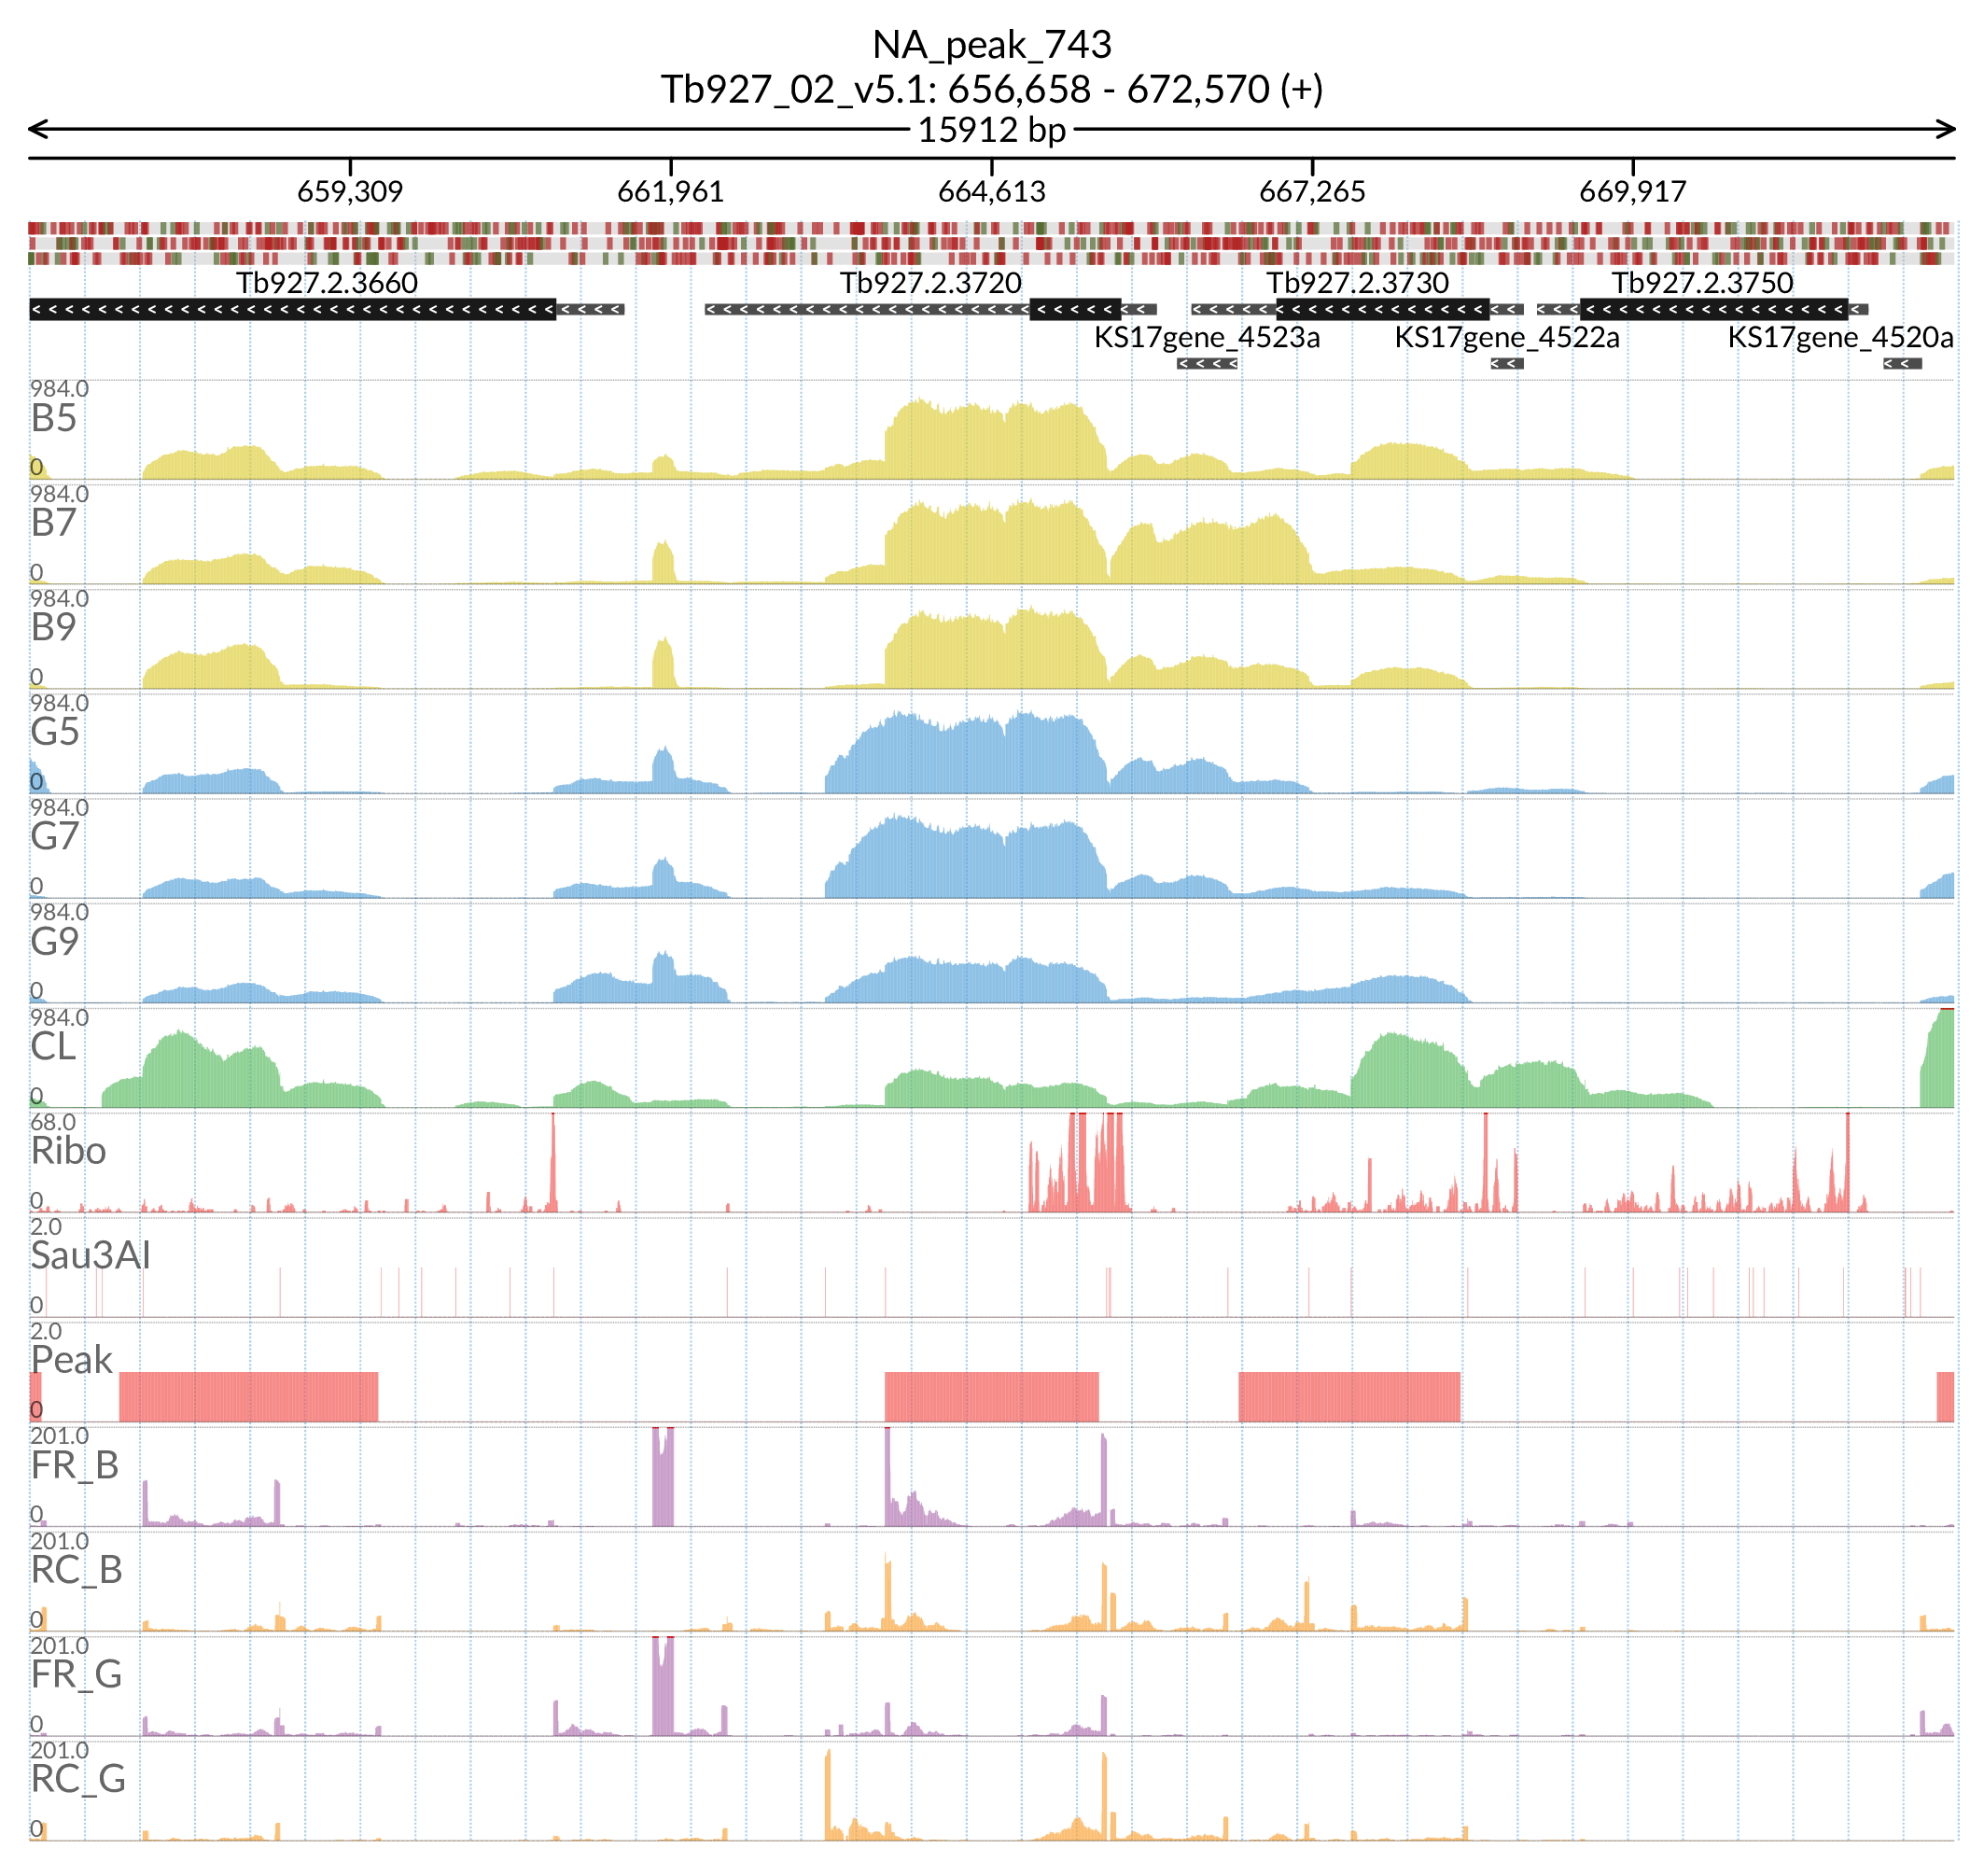 NA_peak_743
Tb927_02_v5.1: 656,658 - 672,570 (+)
15912 bp
659,309 661,961 664,613 667,265 669,917
Tb927.2.3660 Tb927.2.3720 Tb927.2.3730 Tb927.2.3750
KS17gene_4523a KS17gene_4522a KS17gene_4520a
984.0
B5
0
984.0
B7
0
984.0
B9
0
984.0
G5
0
984.0
G7
0
984.0
G9
0
984.0
CL
0
68.0
Ribo
0
2.0
Sau3AI
0
2.0
Peak
0
201.0
FR_B
0
201.0
RC_B
0
201.0
FR_G
0
201.0
RC_G
0